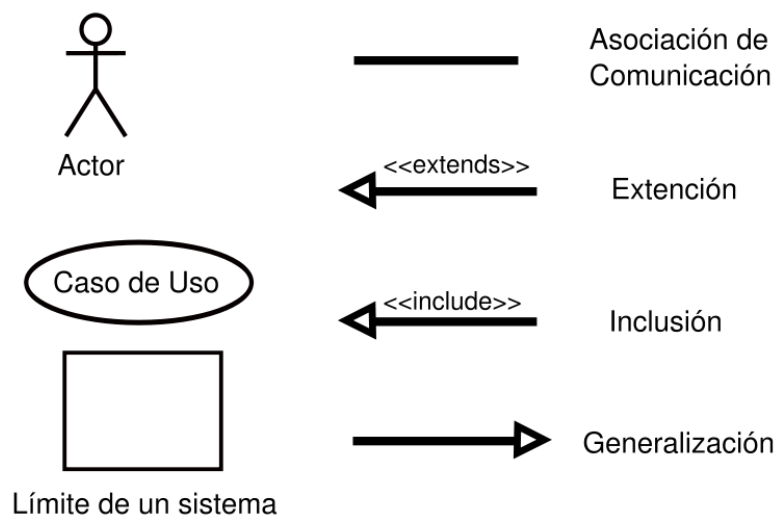 Actor
Caso de Uso
Límite de un sistema
Asociación de
Comunicación
<<extends>>
Extención
<<include>>
Inclusión
Generalización